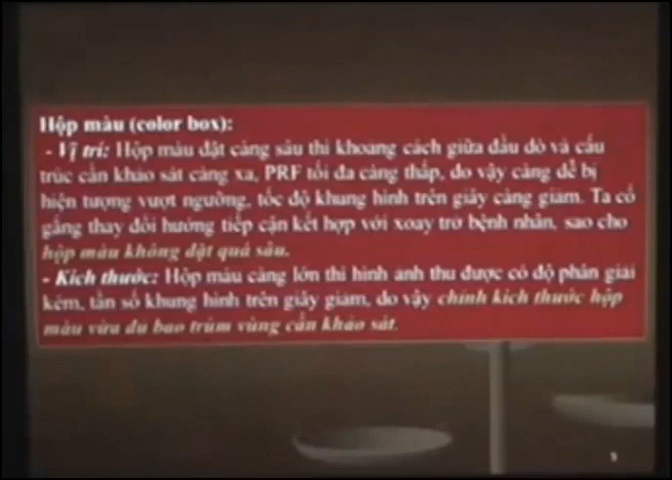 Hộp màu (color box):
- Vị trí: Hộp màu đặt càng sâu thì khoảng cách giữa đầu dò và cấu
trúc cần khảo sát càng xa, PRF tối đa càng thấp, do vậy càng dễ bị
hiện tượng vượt ngưỡng, tốc độ khung hình trên giây càng giảm. Ta cố
gắng thay đổi hướng tiếp cận kết hợp với xoay trở bệnh nhân, sao cho
hộp màu không đặt quá sâu.
- Kích thước: Hộp màu càng lớn thì hình ảnh thu được có độ phân giải
kém, tần số khung hình trên giây giảm, do vậy chỉnh kích thước hộp
màu vừa đủ bao trùm vùng cần khảo sát.